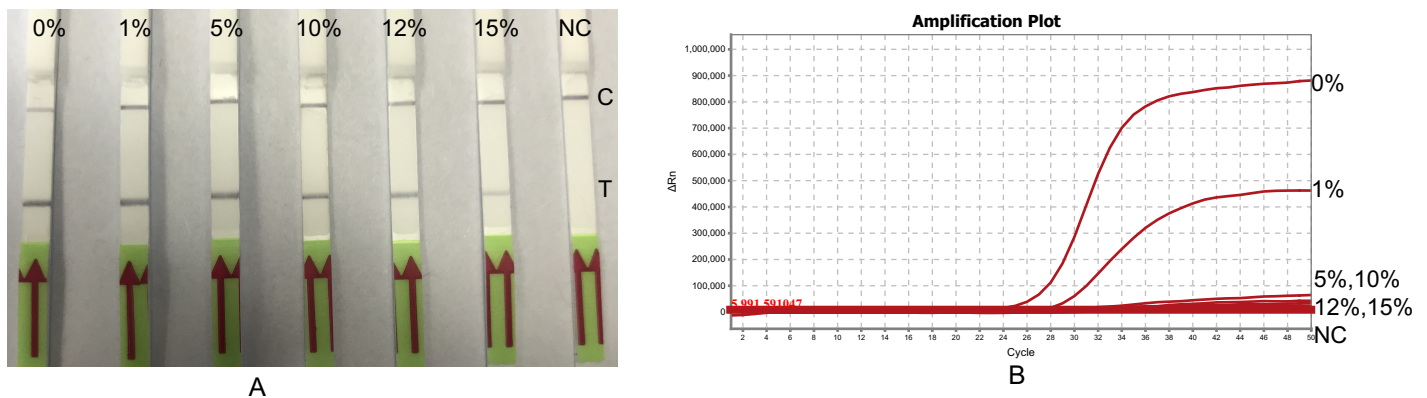 0% 1% 5% 10% 12% 15% NC
C
T
A
Amplification Plot
1,000,000
900,000
800,000
700,000
600,000
500,000
400,000
300,000
200,000
100,000
0
ΔRn
5.991.591047
2 4 6 8 10 12 14 16 18 20 22 24 26 28 30 32 34 36 38 40 42 44 46 48 50
Cycle
0%
1%
5%,10%
12%,15%
NC
B